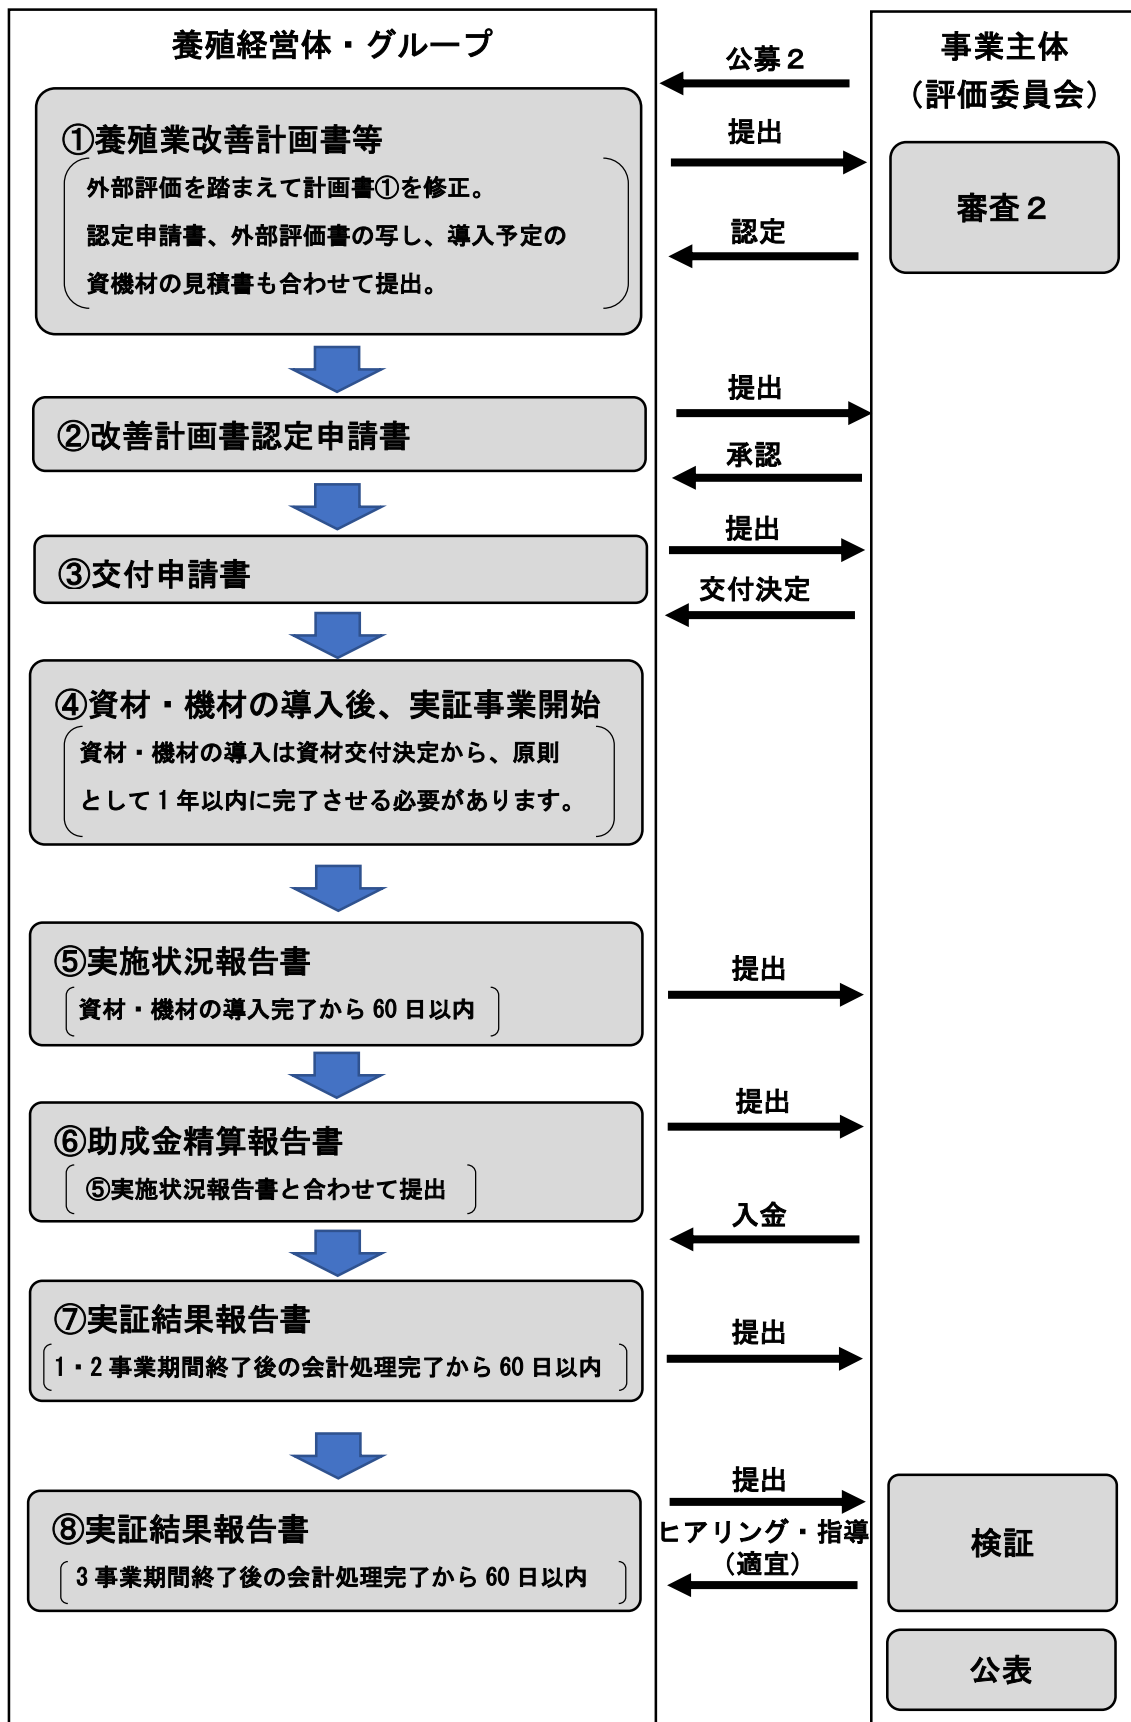 養殖経営体・グループ
事業主体
（評価委員会）
公募２
①養殖業改善計画書等
外部評価を踏まえて計画書①を修正。
認定申請書、外部評価書の写し、導入予定の
資機材の見積書も合わせて提出。
提出
審査２
認定
②改善計画書認定申請書
提出
承認
③交付申請書
提出
交付決定
④資材・機材の導入後、実証事業開始
資材・機材の導入は資材交付決定から、原則
として１年以内に完了させる必要があります。
⑤実施状況報告書
資材・機材の導入完了から 60 日以内
提出
⑥助成金精算報告書
⑤実施状況報告書と合わせて提出
提出
入金
⑦実証結果報告書
1・2 事業期間終了後の会計処理完了から 60 日以内
提出
⑧実証結果報告書
3 事業期間終了後の会計処理完了から 60 日以内
提出
ヒアリング・指導
（適宜）
検証
公表